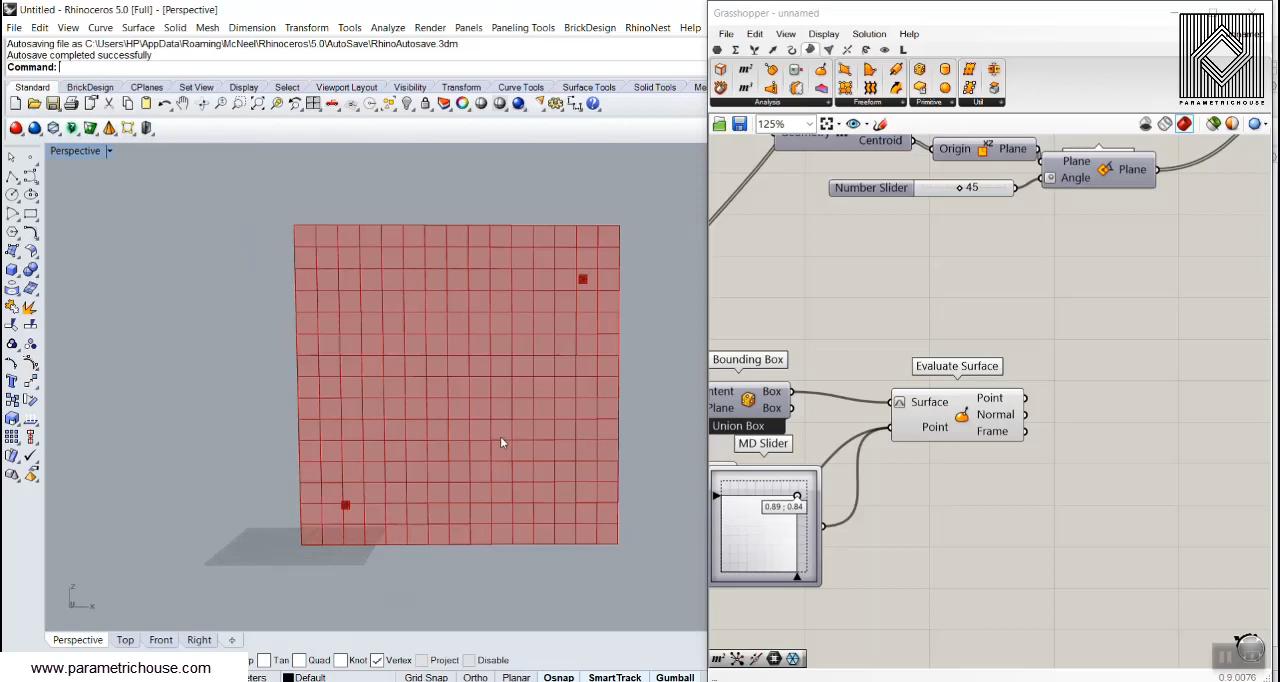 Untitled - Rhinoceros 5.0 [Full] - [Perspective]
File Edit View Curve Surface Solid Mesh Dimension Transform Tools Analyze Render Panels Paneling Tools BrickDesign RhinoNest Help
Autosaving file as C:\Users\HP\AppData\Roaming\McNeel\Rhinoceros\5.0\AutoSave\RhinoAutosave.3dm
Autosave completed successfully
Command:
Standard BrickDesign CPlanes Set View Display Select Viewport Layout Visibility Transform Curve Tools Surface Tools Solid Tools Me
Perspective
z
x
Perspective Top Front Right
Tan Quad Knot Vertex Project Disable
www.parametrichouse.com
eters Default Grid Snap Ortho Planar Osnap SmartTrack Gumball
Grasshopper - unnamed
File Edit View Display Solution Help
PARAMETRICHOUSE
Analysis Freeform Primitive Util
125%
Centroid
Origin Plane
Plane
Angle
Plane
Number Slider 45
Bounding Box
Evaluate Surface
ntent
Plane
Box
Box
Union Box
Surface
Point
Point
Normal
Frame
MD Slider
0.89 ; 0.84
0.9.0076